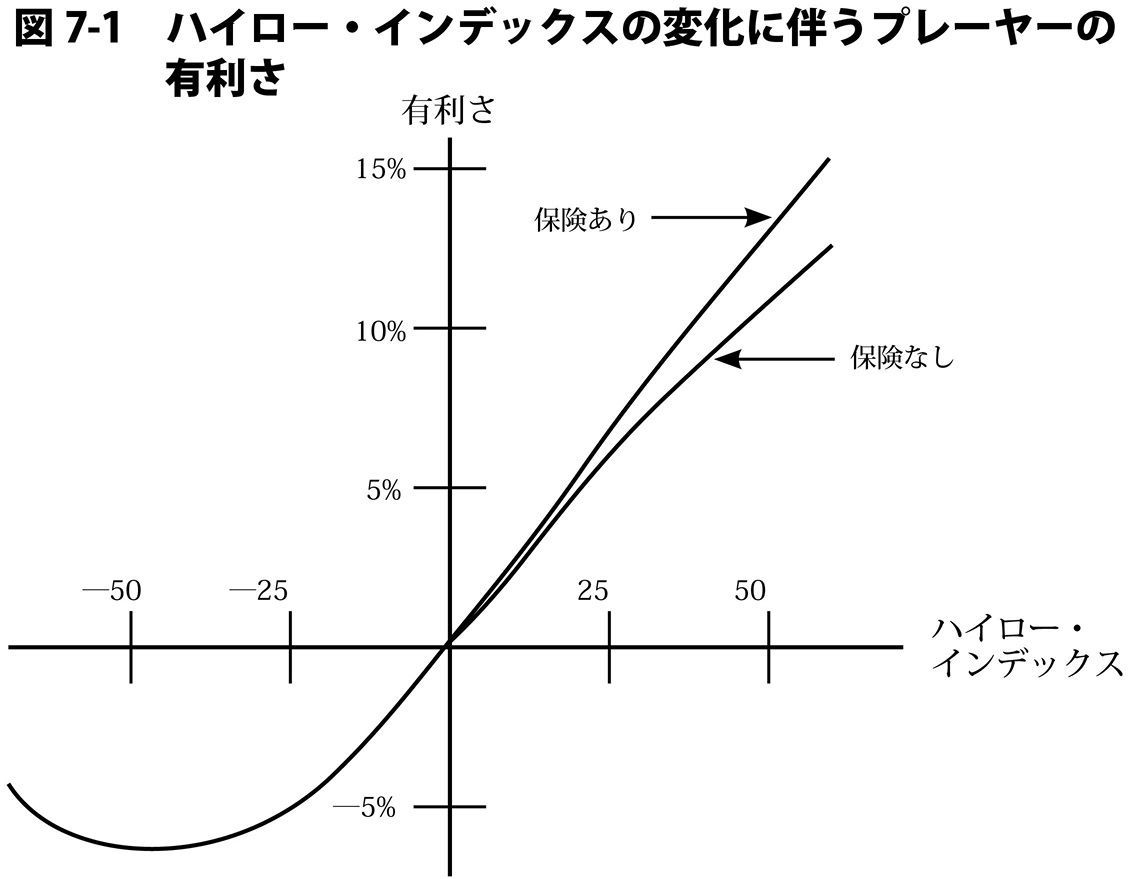 図 7-1　ハイロー・インデックスの変化に伴うプレーヤーの
有利さ
有利さ
15%
保険あり
10%
保険なし
5%
—50
—25
25
50
ハイロー・
インデックス
—5%